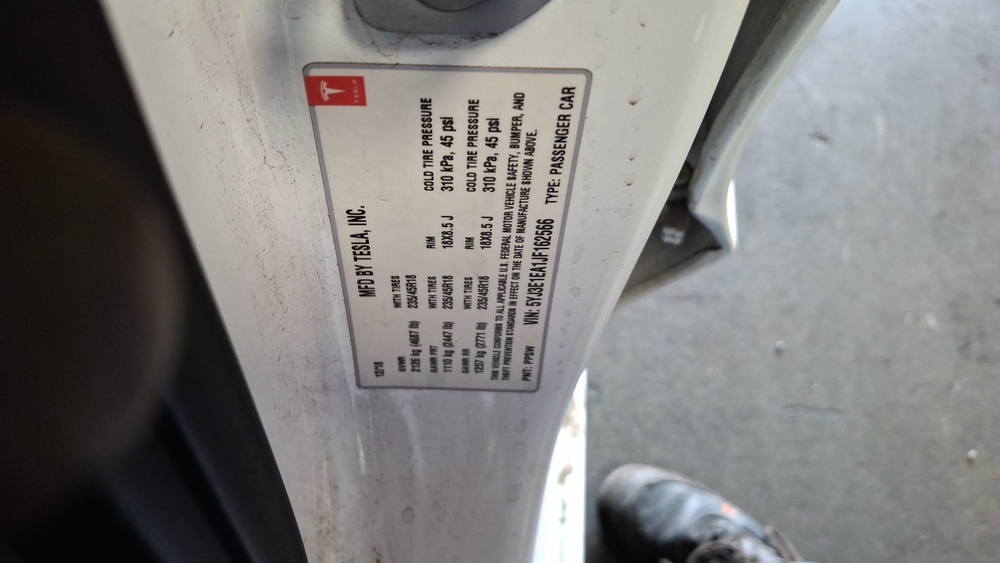 TESLA
MFD BY TESLA, INC.
12/18
GVWR
2126 kg (4687 lb)
WITH TIRES
235/45R18
RIM
18X8.5 J
COLD TIRE PRESSURE
310 kPa, 45 psi
GAWR FRT
1110 kg (2447 lb)
WITH TIRES
235/45R18
RIM
18X8.5 J
COLD TIRE PRESSURE
310 kPa, 45 psi
GAWR RR
1257 kg (2771 lb)
WITH TIRES
235/45R18
THIS VEHICLE CONFORMS TO ALL APPLICABLE U.S. FEDERAL MOTOR VEHICLE SAFETY, BUMPER, AND
THEFT PREVENTION STANDARDS IN EFFECT ON THE DATE OF MANUFACTURE SHOWN ABOVE.
PNT: PPSW VIN: 5YJ3E1EA1JF162566 TYPE: PASSENGER CAR